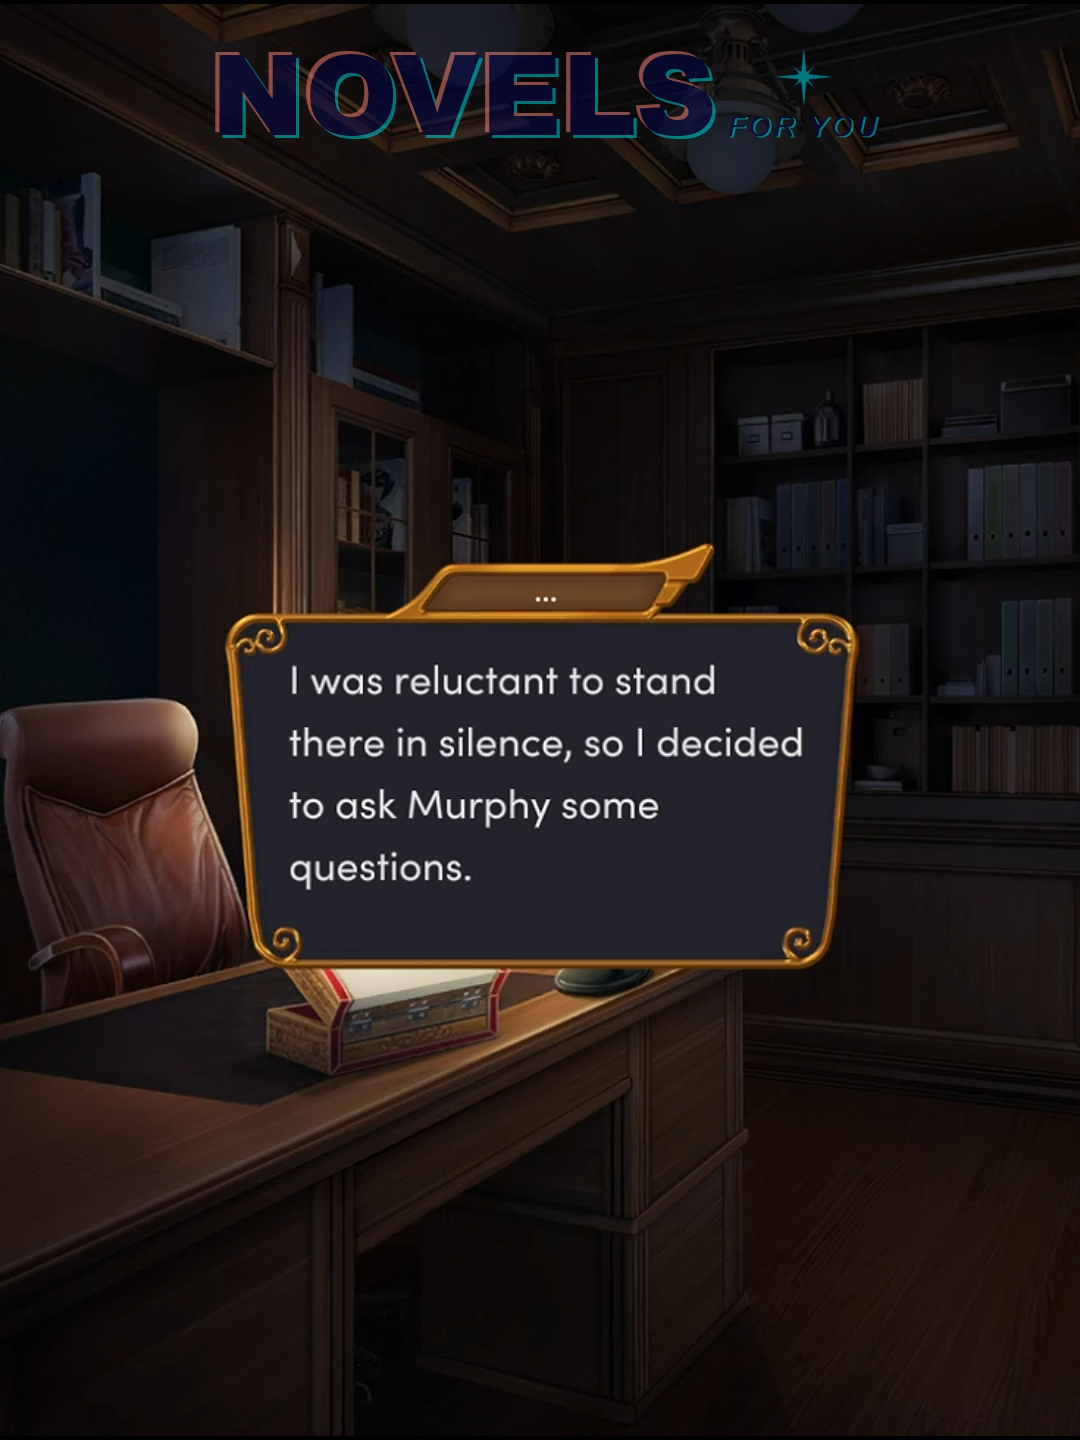 NOVELS
FOR YOU
...
I was reluctant to stand
there in silence, so I decided
to ask Murphy some
questions.